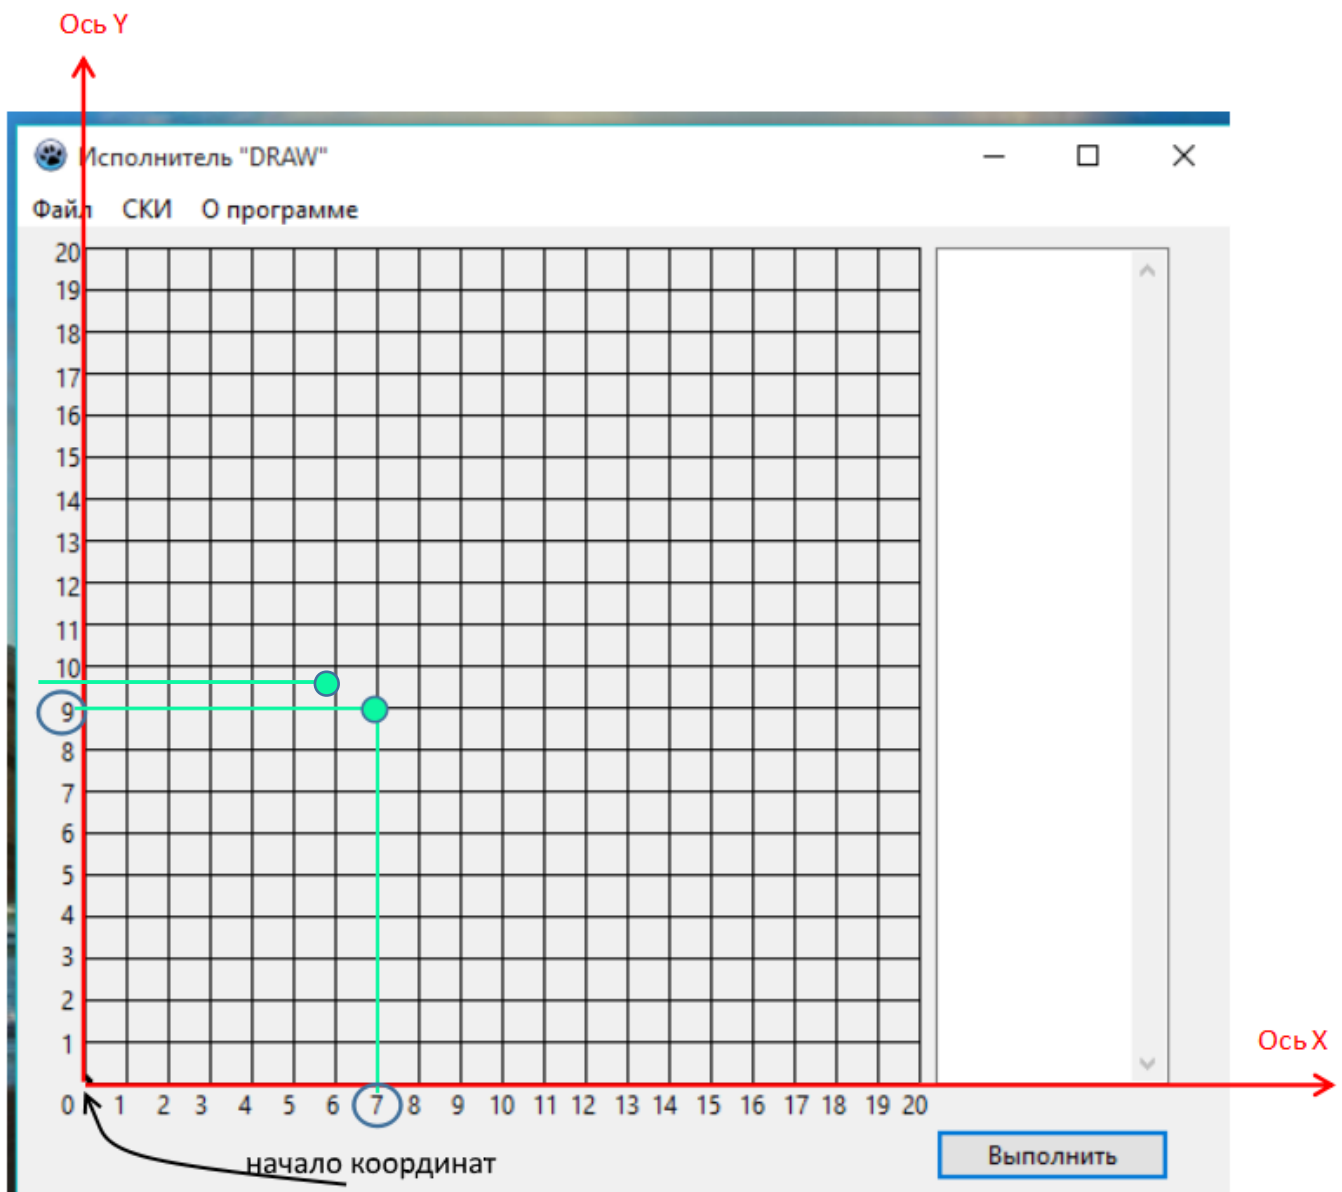 Ось Y
Исполнитель "DRAW"
Файл СКИ О программе
20
19
18
17
16
15
14
13
12
11
10
9
8
7
6
5
4
3
2
1
Ось X
0 1 2 3 4 5 6 7 8 9 10 11 12 13 14 15 16 17 18 19 20
начало координат
Выполнить